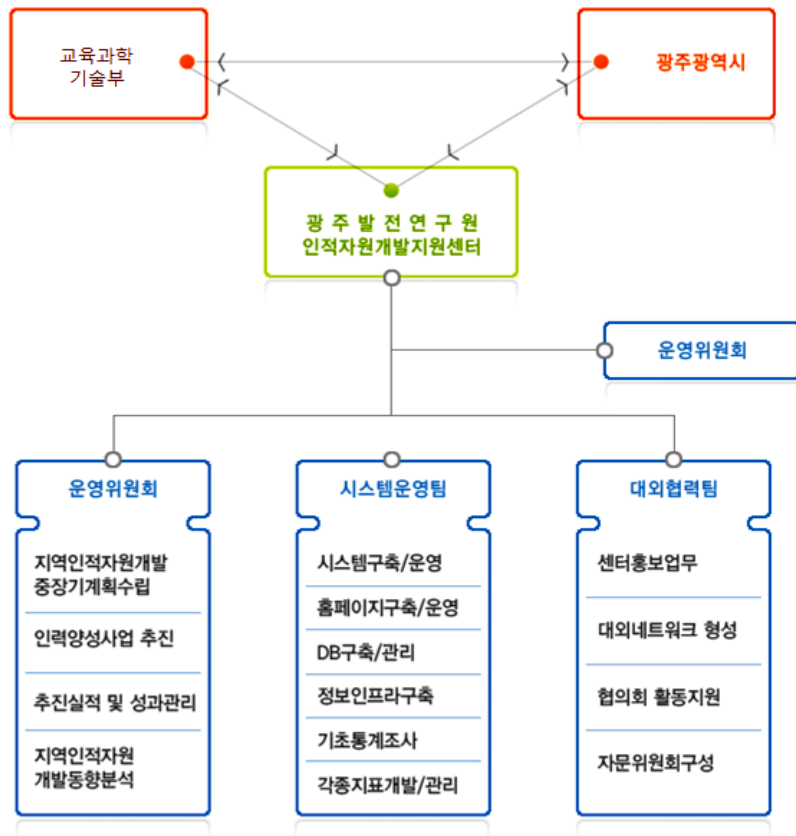 교육과학
기술부
광주광역시
광 주 발 전 연 구 원
인적자원개발지원센터
운영위원회
운영위원회
지역인적자원개발
중장기계획수립
인력양성사업 추진
추진실적 및 성과관리
지역인적자원
개발동향분석
시스템운영팀
시스템구축/운영
홈페이지구축/운영
DB구축/관리
정보인프라구축
기초통계조사
각종지표개발/관리
대외협력팀
센터홍보업무
대외네트워크 형성
협의회 활동지원
자문위원회구성